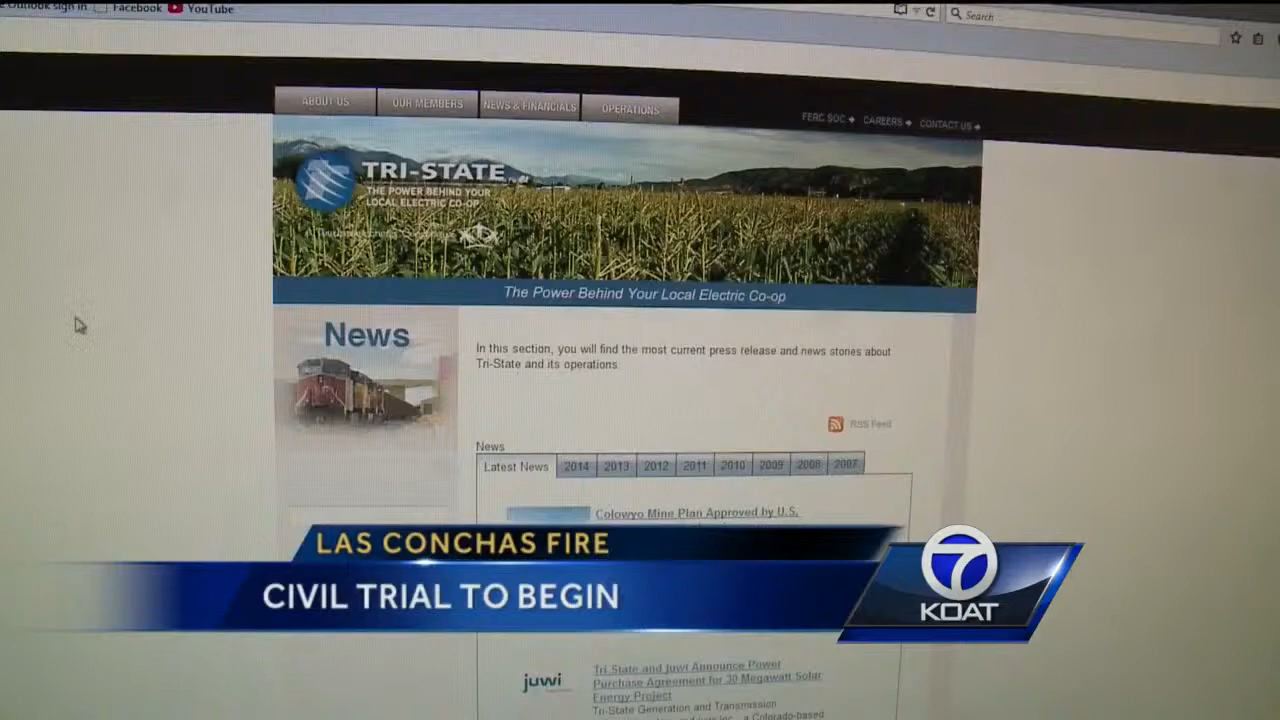 Outlook sign in Facebook YouTube
Search
ABOUT US OUR MEMBERS NEWS & FINANCIALS OPERATIONS
FERC SOC CAREERS CONTACT US
TRI-STATE
THE POWER BEHIND YOUR
LOCAL ELECTRIC CO-OP
The Power Behind Your Local Electric Co-op
News
In this section, you will find the most current press release and news stories about
Tri-State and its operations.
RSS Feed
News
Latest News 2014 2013 2012 2011 2010 2009 2008 2007
Colowyo Mine Plan Approved by U.S.
LAS CONCHAS FIRE
CIVIL TRIAL TO BEGIN
7
KOAT
juwi
Tri-State and juwi Announce Power
Purchase Agreement for 30 Megawatt Solar
Energy Project
Tri-State Generation and Transmission
a Colorado-based